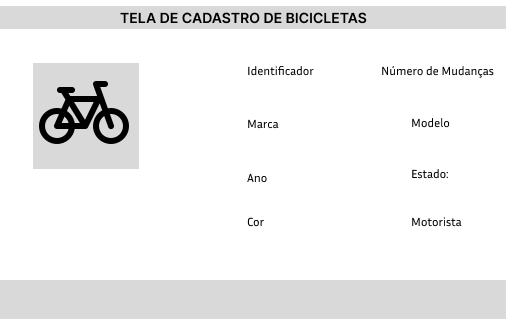 TELA DE CADASTRO DE BICICLETAS
Identificador
Número de Mudanças
Marca
Modelo
Ano
Estado:
Cor
Motorista